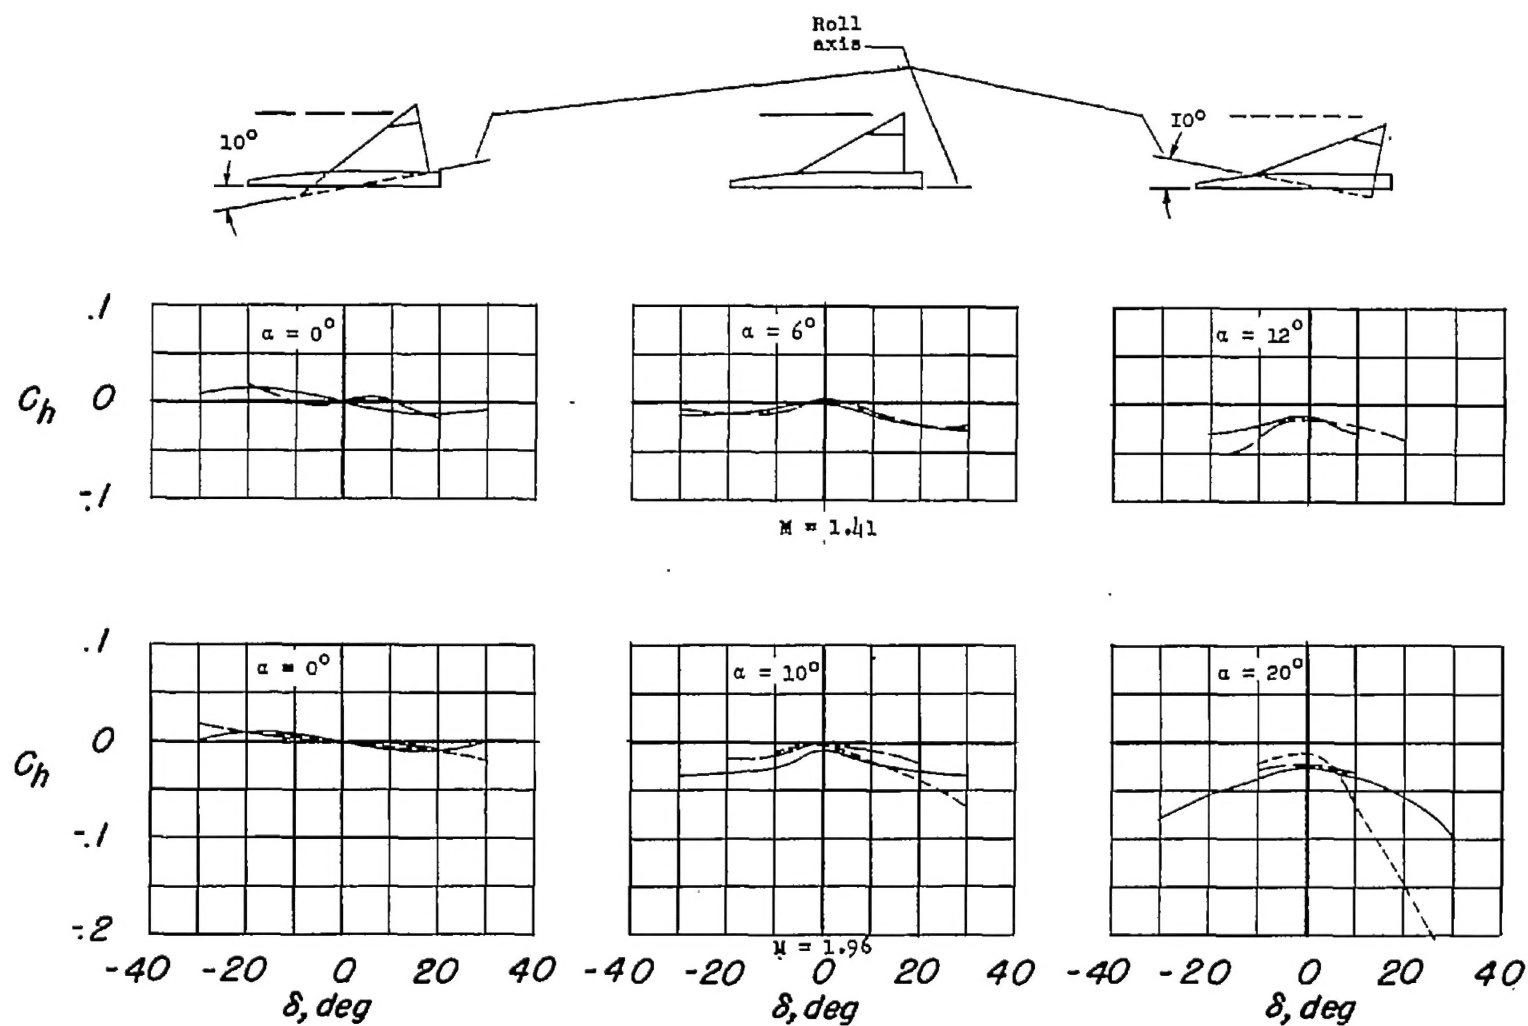 Roll
axis
10°
10°
.1
α = 0°
α = 6°
α = 12°
C_h 0
-.1
M = 1.41
.1
α = 0°
α = 10°
α = 20°
C_h 0
-.1
-.2
M = 1.96
-40 -20 0 20 40 -40 -20 0 20 40 -40 -20 0 20 40
δ, deg δ, deg δ, deg